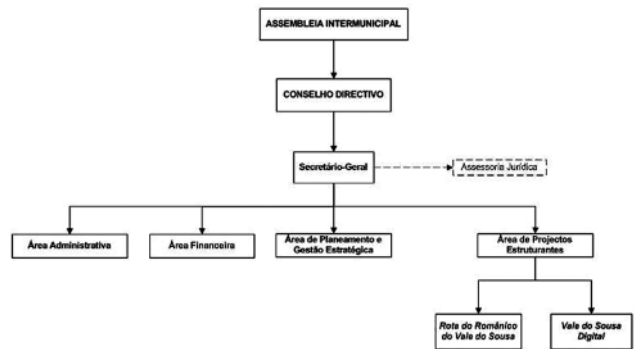 ASSEMBLEIA INTERMUNICIPAL
CONSELHO DIRECTIVO
Secretário-Geral
Assessoria Jurídica
Área Administrativa
Área Financeira
Área de Planeamento e
Gestão Estratégica
Área de Projectos
Estruturantes
Rota do Românico
do Vale do Sousa
Vale do Sousa
Digital